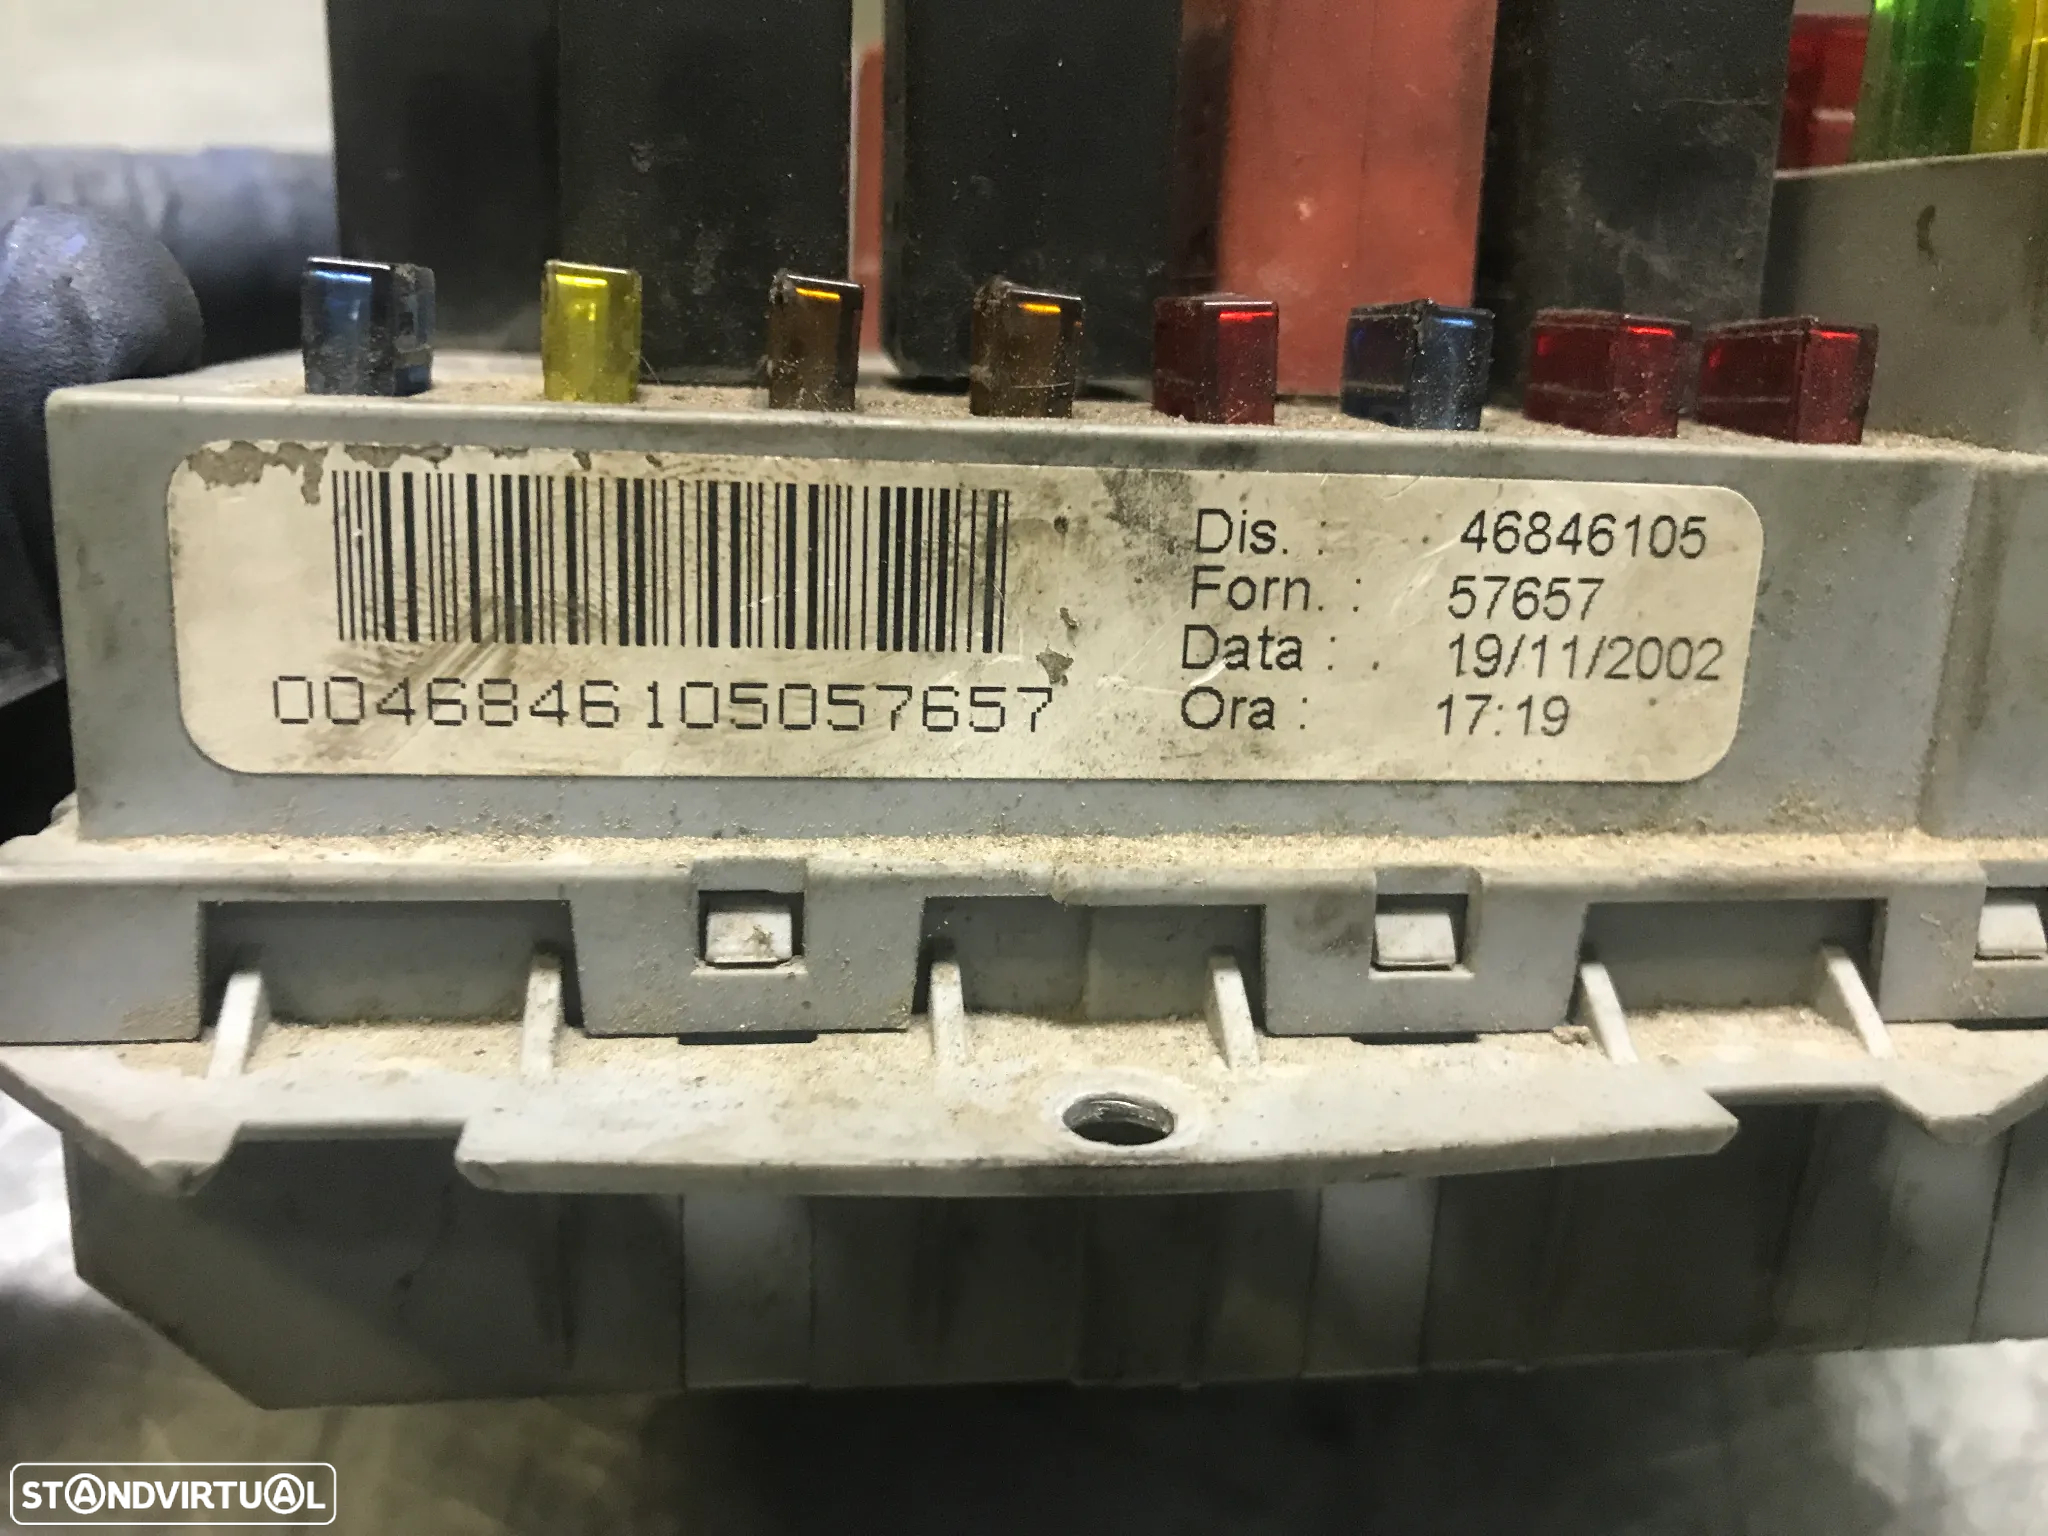 Dis. : 46846105
Forn. : 57657
Data : 19/11/2002
Ora : 17:19
0046846105057657
STANDVIRTUAL